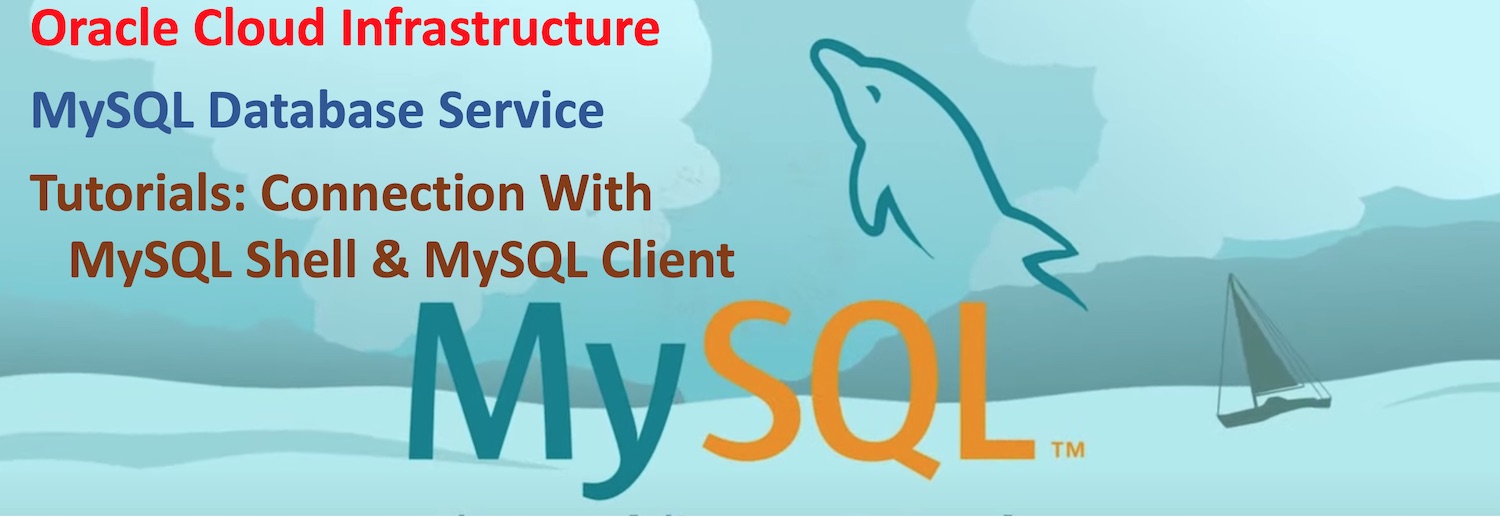 Oracle Cloud Infrastructure
MySQL Database Service
Tutorials: Connection With
MySQL Shell & MySQL Client
MySQL™